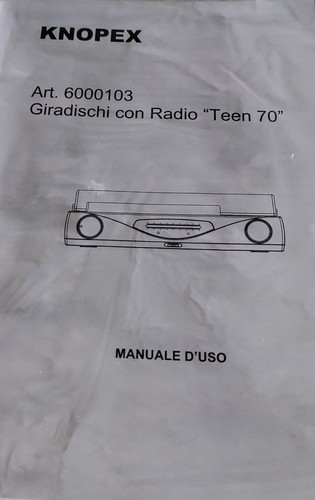 KNOPEX
Art. 6000103
Giradischi con Radio “Teen 70”
MANUALE D'USO